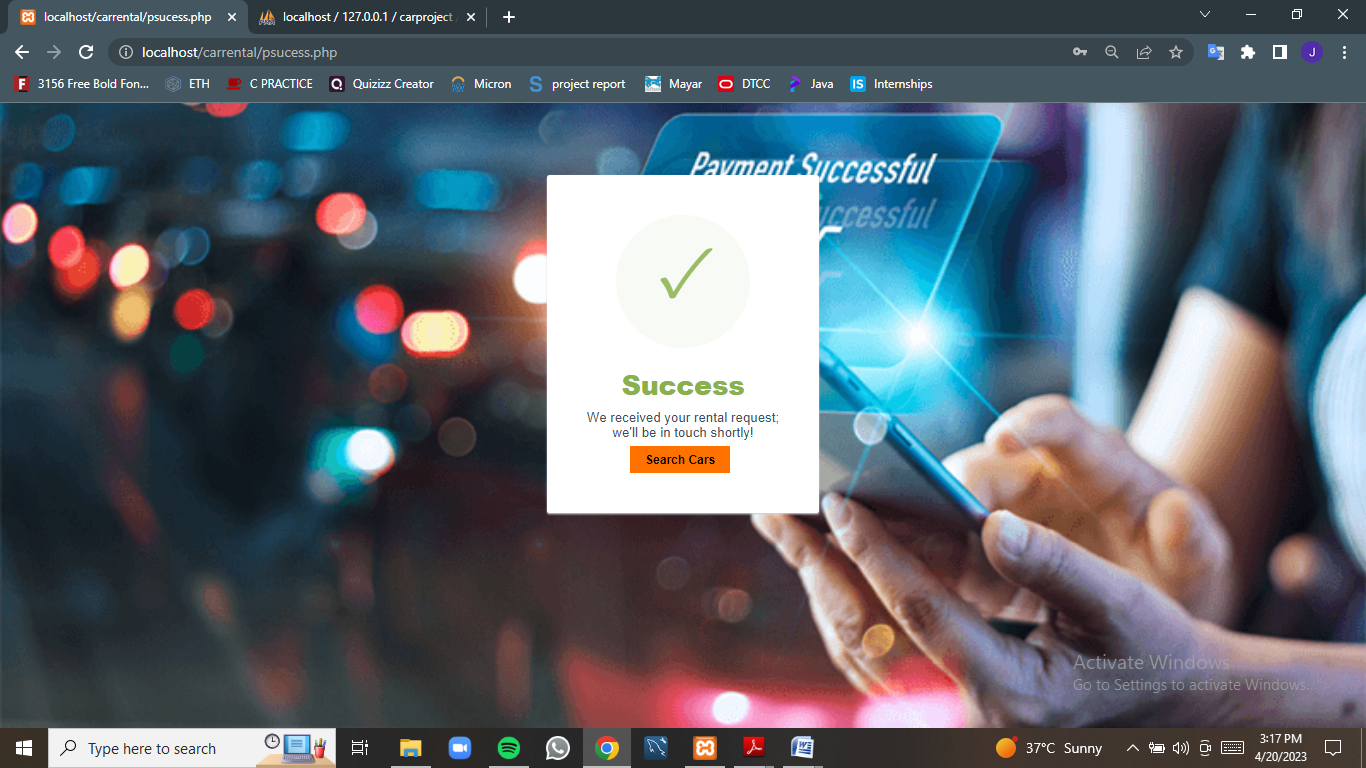 localhost/carrental/psucess.php
localhost / 127.0.0.1 / carproject
localhost/carrental/psucess.php
J
3156 Free Bold Fon...
ETH
C PRACTICE
Quizizz Creator
Micron
project report
Mayar
DTCC
Java
IS Internships
Payment Successful
Successful
Success
We received your rental request;
we'll be in touch shortly!
Search Cars
Activate Windows
Go to Settings to activate Windows.
Type here to search
37°C Sunny
3:17 PM
4/20/2023